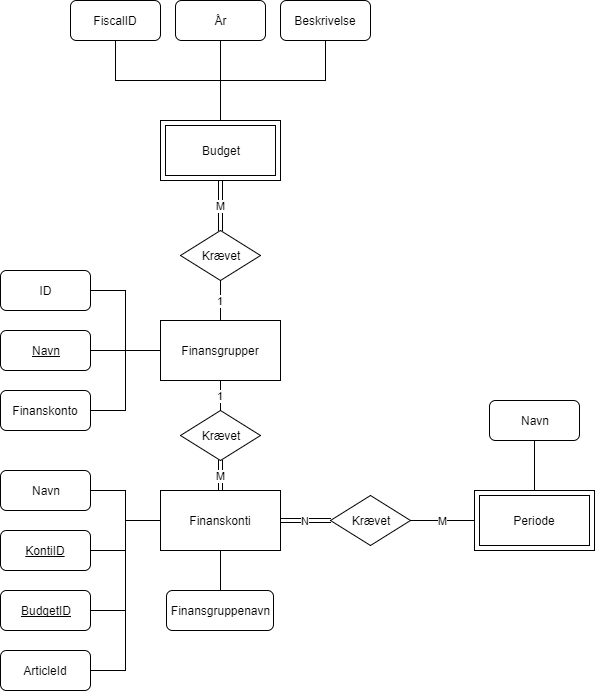 FiscalID
År
Beskrivelse
Budget
M
Krævet
1
ID
Navn
Finanskonto
Finansgrupper
1
Krævet
M
Navn
Navn
KontiID
BudgetID
ArticleId
Finanskonti
N
Krævet
M
Periode
Finansgruppenavn